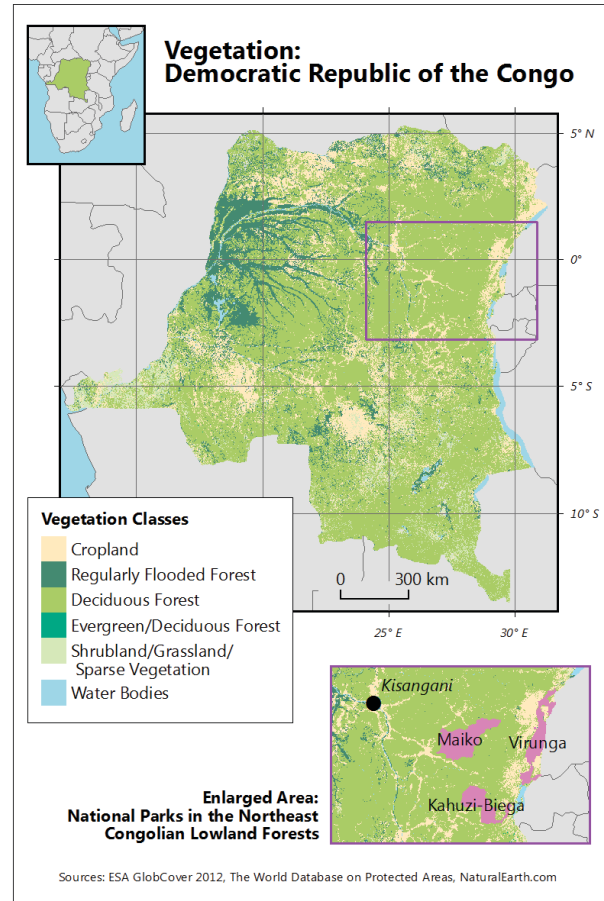 Vegetation:
Democratic Republic of the Congo
5° N
0°
5° S
10° S
25° E
30° E
0 300 km
Vegetation Classes
Cropland
Regularly Flooded Forest
Deciduous Forest
Evergreen/Deciduous Forest
Shrubland/Grassland/
Sparse Vegetation
Water Bodies
Kisangani
Maiko
Virunga
Kahuzi-Biega
Enlarged Area:
National Parks in the Northeast
Congolian Lowland Forests
Sources: ESA GlobCover 2012, The World Database on Protected Areas, NaturalEarth.com